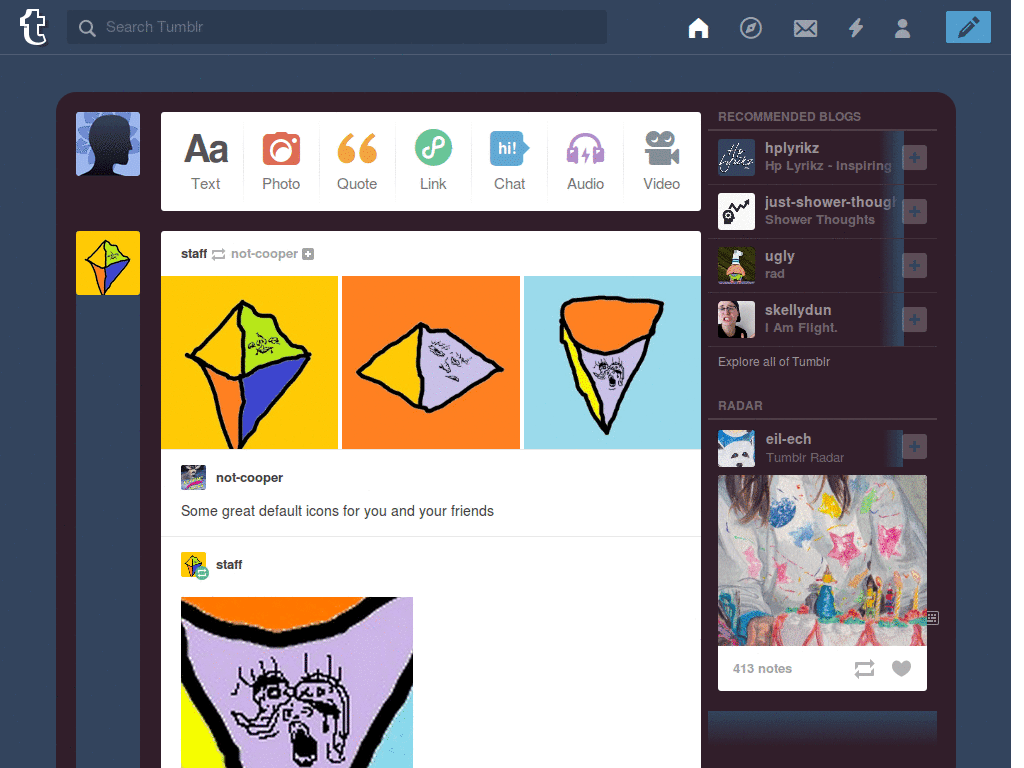 t
Search Tumblr
Aa
hi!
Text
Photo
Quote
Link
Chat
Audio
Video
staff not-cooper
not-cooper
Some great default icons for you and your friends
staff
RECOMMENDED BLOGS
hplyrikz
Hp Lyrikz - Inspiring
just-shower-though
Shower Thoughts
ugly
rad
skellydun
I Am Flight.
Explore all of Tumblr
RADAR
eil-ech
Tumblr Radar
413 notes